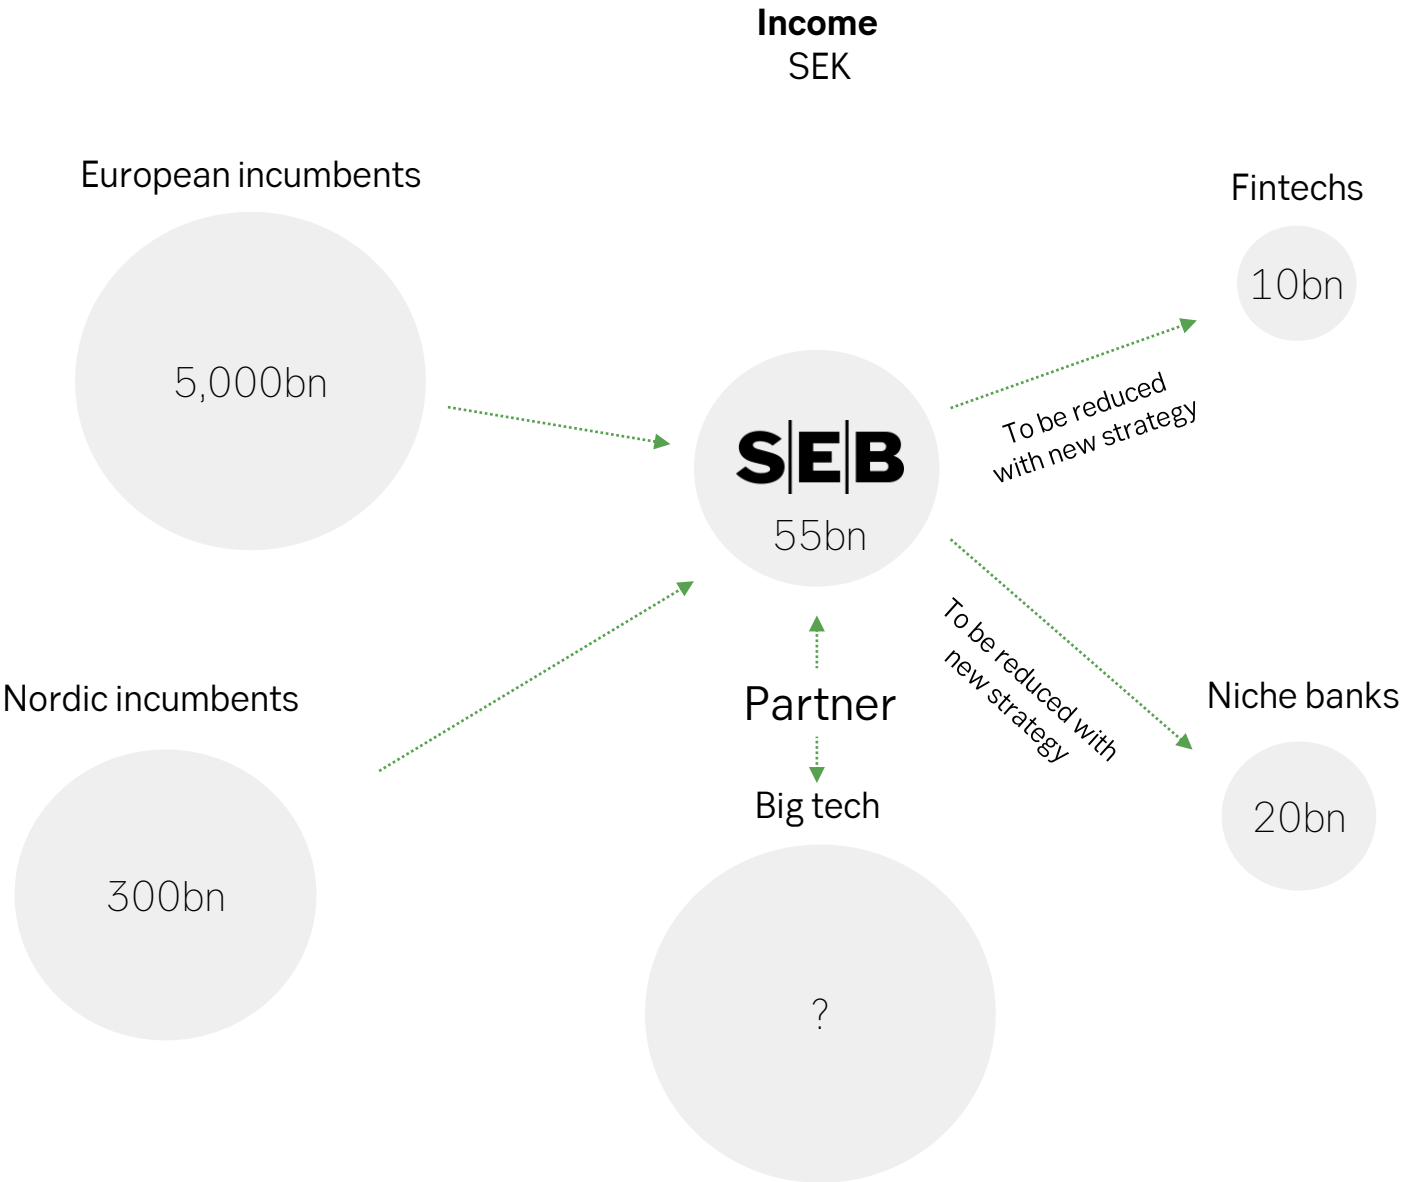 Income
SEK
European incumbents
5,000bn
Fintechs
10bn
To be reduced
with new strategy
S|E|B
55bn
To be reduced with
new strategy
Nordic incumbents
300bn
Partner
Big tech
?
Niche banks
20bn